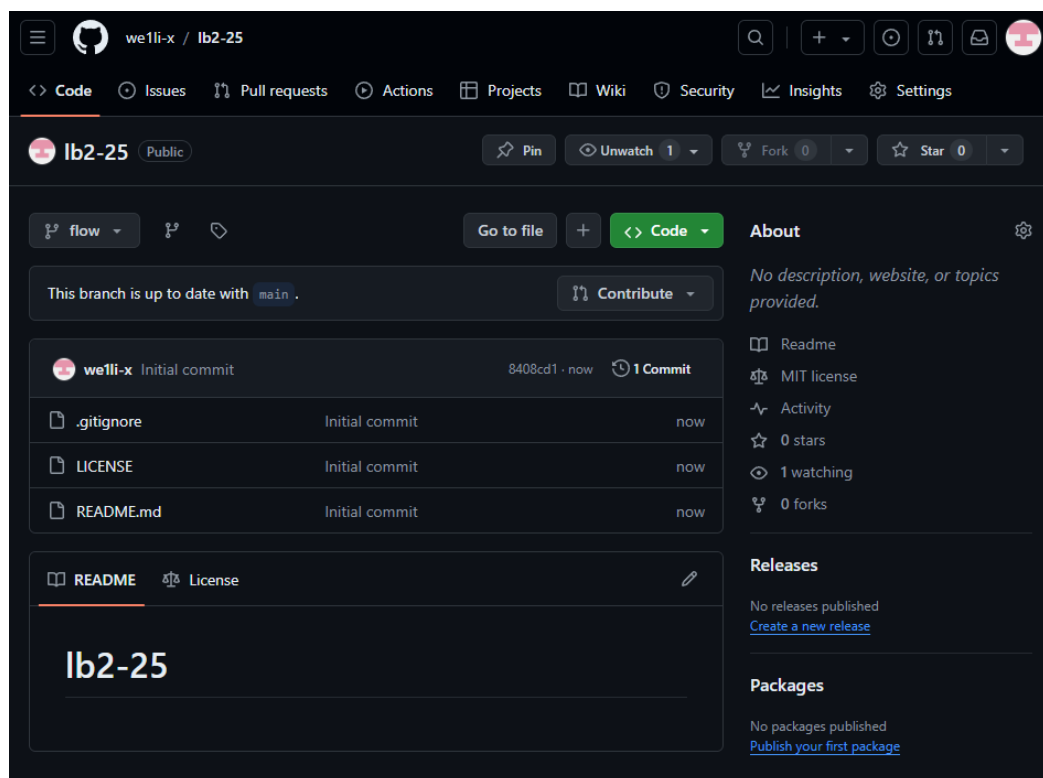 we1li-x / lb2-25
Code Issues Pull requests Actions Projects Wiki Security Insights Settings
lb2-25 Public Pin Unwatch 1 Fork 0 Star 0
flow Go to file Code
This branch is up to date with main. Contribute
we1li-x Initial commit 8408cd1 · now 1 Commit
.gitignore Initial commit now
LICENSE Initial commit now
README.md Initial commit now
README License
lb2-25
About
No description, website, or topics
provided.
Readme
MIT license
Activity
0 stars
1 watching
0 forks
Releases
No releases published
Create a new release
Packages
No packages published
Publish your first package